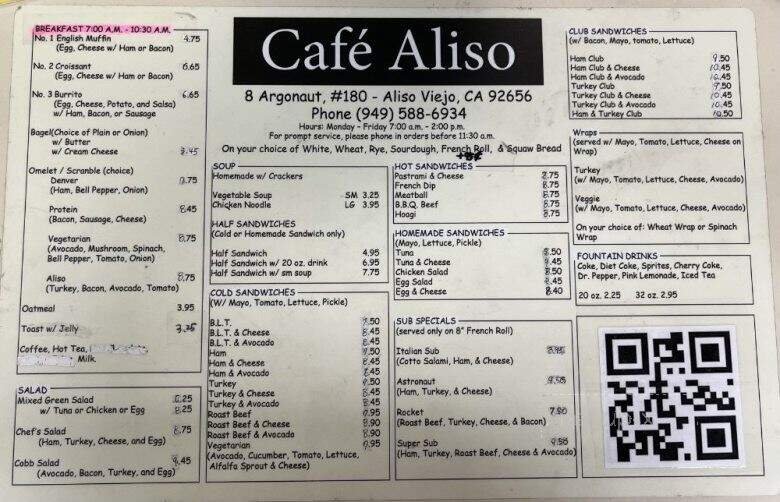 BREAKFAST 7:00 A.M. - 10:30 A.M.
No. 1 English Muffin 4.75
(Egg, Cheese w/ Ham or Bacon)
No. 2 Croissant 6.65
(Egg, Cheese w/ Ham or Bacon)
No. 3 Burrito 6.65
(Egg, Cheese, Potato, and Salsa)
w/ Ham, Bacon, or Sausage
Bagel(Choice of Plain or Onion)
w/ Butter
w/ Cream Cheese
Omelet / Scramble (choice)
Denver
(Ham, Bell Pepper, Onion)
Protein
(Bacon, Sausage, Cheese)
Vegetarian
(Avocado, Mushroom, Spinach,
Bell Pepper, Tomato, Onion)
Aliso
(Turkey, Bacon, Avocado, Tomato)
Oatmeal 3.95
Toast w/ Jelly
Coffee, Hot Tea,
Milk.
SALAD
Mixed Green Salad
w/ Tuna or Chicken or Egg
Chef's Salad
(Ham, Turkey, Cheese, and Egg)
Cobb Salad
(Avocado, Bacon, Turkey, and Egg)
Café Aliso
8 Argonaut, #180 - Aliso Viejo, CA 92656
Phone (949) 588-6934
Hours: Monday - Friday 7:00 a.m. - 2:00 p.m.
For prompt service, please phone in orders before 11:30 a.m.
On your choice of White, Wheat, Rye, Sourdough, French Roll, & Squaw Bread
SOUP
Homemade w/ Crackers
Vegetable Soup SM 3.25
Chicken Noodle LG 3.95
HALF SANDWICHES
(Cold or Homemade Sandwich only)
Half Sandwich 4.95
Half Sandwich w/ 20 oz. drink 6.95
Half Sandwich w/ sm soup 7.75
COLD SANDWICHES
(W/ Mayo, Tomato, Lettuce, Pickle)
B.L.T.
B.L.T. & Cheese
B.L.T. & Avocado
Ham
Ham & Cheese
Ham & Avocado
Turkey
Turkey & Cheese
Turkey & Avocado
Roast Beef
Roast Beef & Cheese
Roast Beef & Avocado
Vegetarian
(Avocado, Cucumber, Tomato, Lettuce,
Alfalfa Sprout & Cheese)
HOT SANDWICHES
Pastrami & Cheese
French Dip
Meatball
B.B.Q. Beef
Hoagi
HOMEMADE SANDWICHES
(Mayo, Lettuce, Pickle)
Tuna
Tuna & Cheese
Chicken Salad
Egg Salad
Egg & Cheese
SUB SPECIALS
(served only on 8" French Roll)
Italian Sub
(Cotto Salami, Ham, & Cheese)
Astronaut
(Ham, Turkey, & Cheese)
Rocket
(Roast Beef, Turkey, Cheese, & Bacon)
Super Sub
(Ham, Turkey, Roast Beef, Cheese & Avocado)
CLUB SANDWICHES
(w/ Bacon, Mayo, tomato, Lettuce)
Ham Club 9.50
Ham Club & Cheese 10.45
Ham Club & Avocado 10.45
Turkey Club 9.50
Turkey Club & Cheese 10.45
Turkey Club & Avocado 10.45
Ham & Turkey Club 10.50
Wraps
(served w/ Mayo, Tomato, Lettuce, Cheese on
Wrap)
Turkey
(w/ Mayo, Tomato, Lettuce, Cheese, Avocado)
Veggie
(w/ Mayo, Tomato, Lettuce, Cheese, Avocado)
On your choice of: Wheat Wrap or Spinach
Wrap
FOUNTAIN DRINKS
Coke, Diet Coke, Sprites, Cherry Coke,
Dr. Pepper, Pink Lemonade, Iced Tea
20 oz. 2.25 32 oz. 2.95